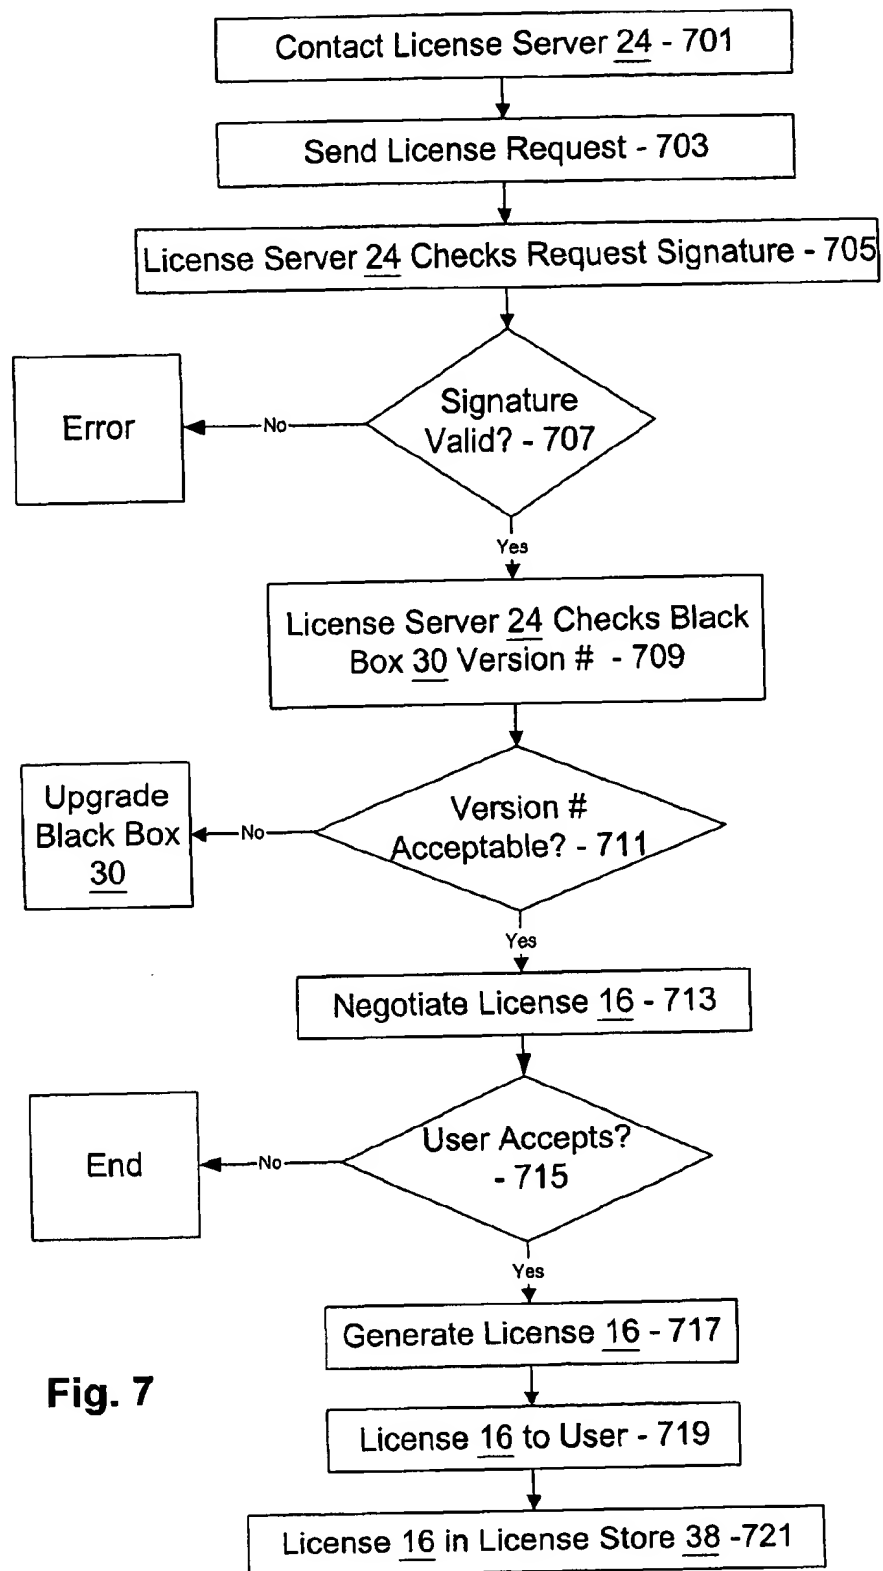 Contact License Server 24 - 701
Send License Request - 703
License Server 24 Checks Request Signature - 705
Signature
Valid? - 707
No
Error
Yes
License Server 24 Checks Black
Box 30 Version # - 709
Version #
Acceptable? - 711
No
Upgrade
Black Box
30
Yes
Negotiate License 16 - 713
User Accepts?
- 715
No
End
Yes
Generate License 16 - 717
License 16 to User - 719
License 16 in License Store 38 -721
Fig. 7